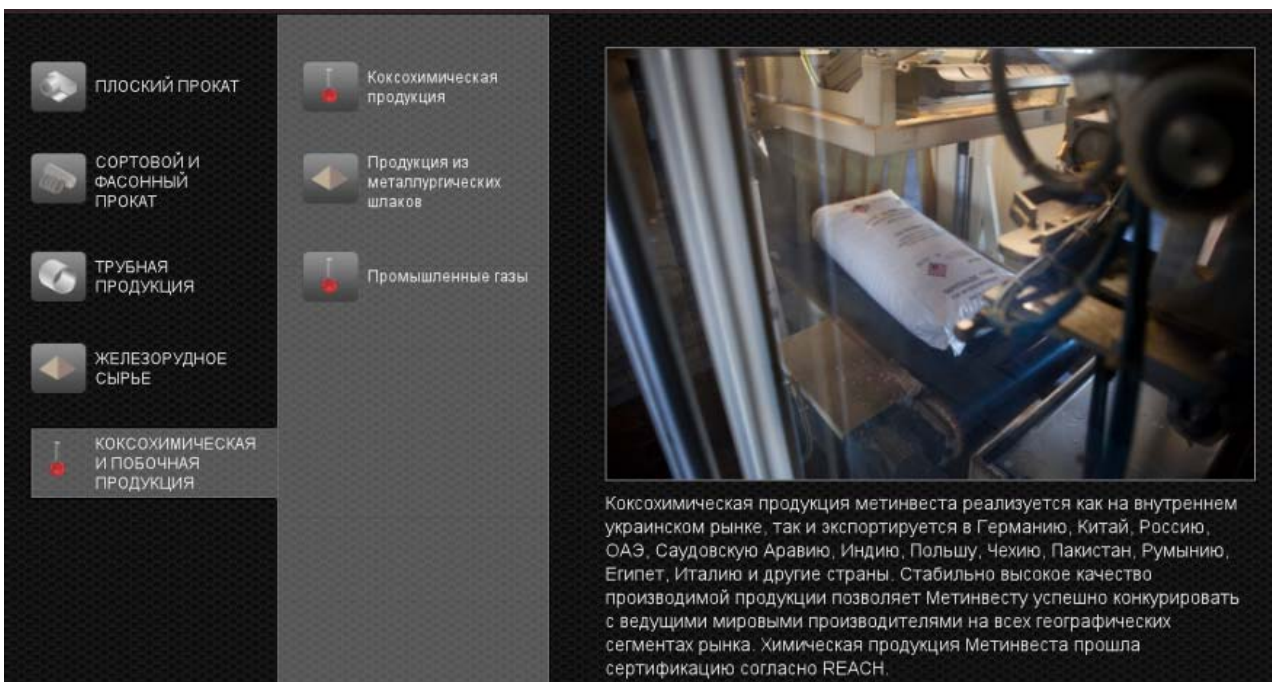 ПЛОСКИЙ ПРОКАТ
СОРТОВОЙ И
ФАСОННЫЙ
ПРОКАТ
ТРУБНАЯ
ПРОДУКЦИЯ
ЖЕЛЕЗОРУДНОЕ
СЫРЬЕ
КОКСОХИМИЧЕСКАЯ
И ПОБОЧНАЯ
ПРОДУКЦИЯ
Коксохимическая
продукция
Продукция из
металлургических
шлаков
Промышленные газы
Коксохимическая продукция метинвеста реализуется как на внутреннем
украинском рынке, так и экспортируется в Германию, Китай, Россию,
ОАЭ, Саудовскую Аравию, Индию, Польшу, Чехию, Пакистан, Румынию,
Египет, Италию и другие страны. Стабильно высокое качество
производимой продукции позволяет Метинвесту успешно конкурировать
с ведущими мировыми производителями на всех географических
сегментах рынка. Химическая продукция Метинвеста прошла
сертификацию согласно REACH.